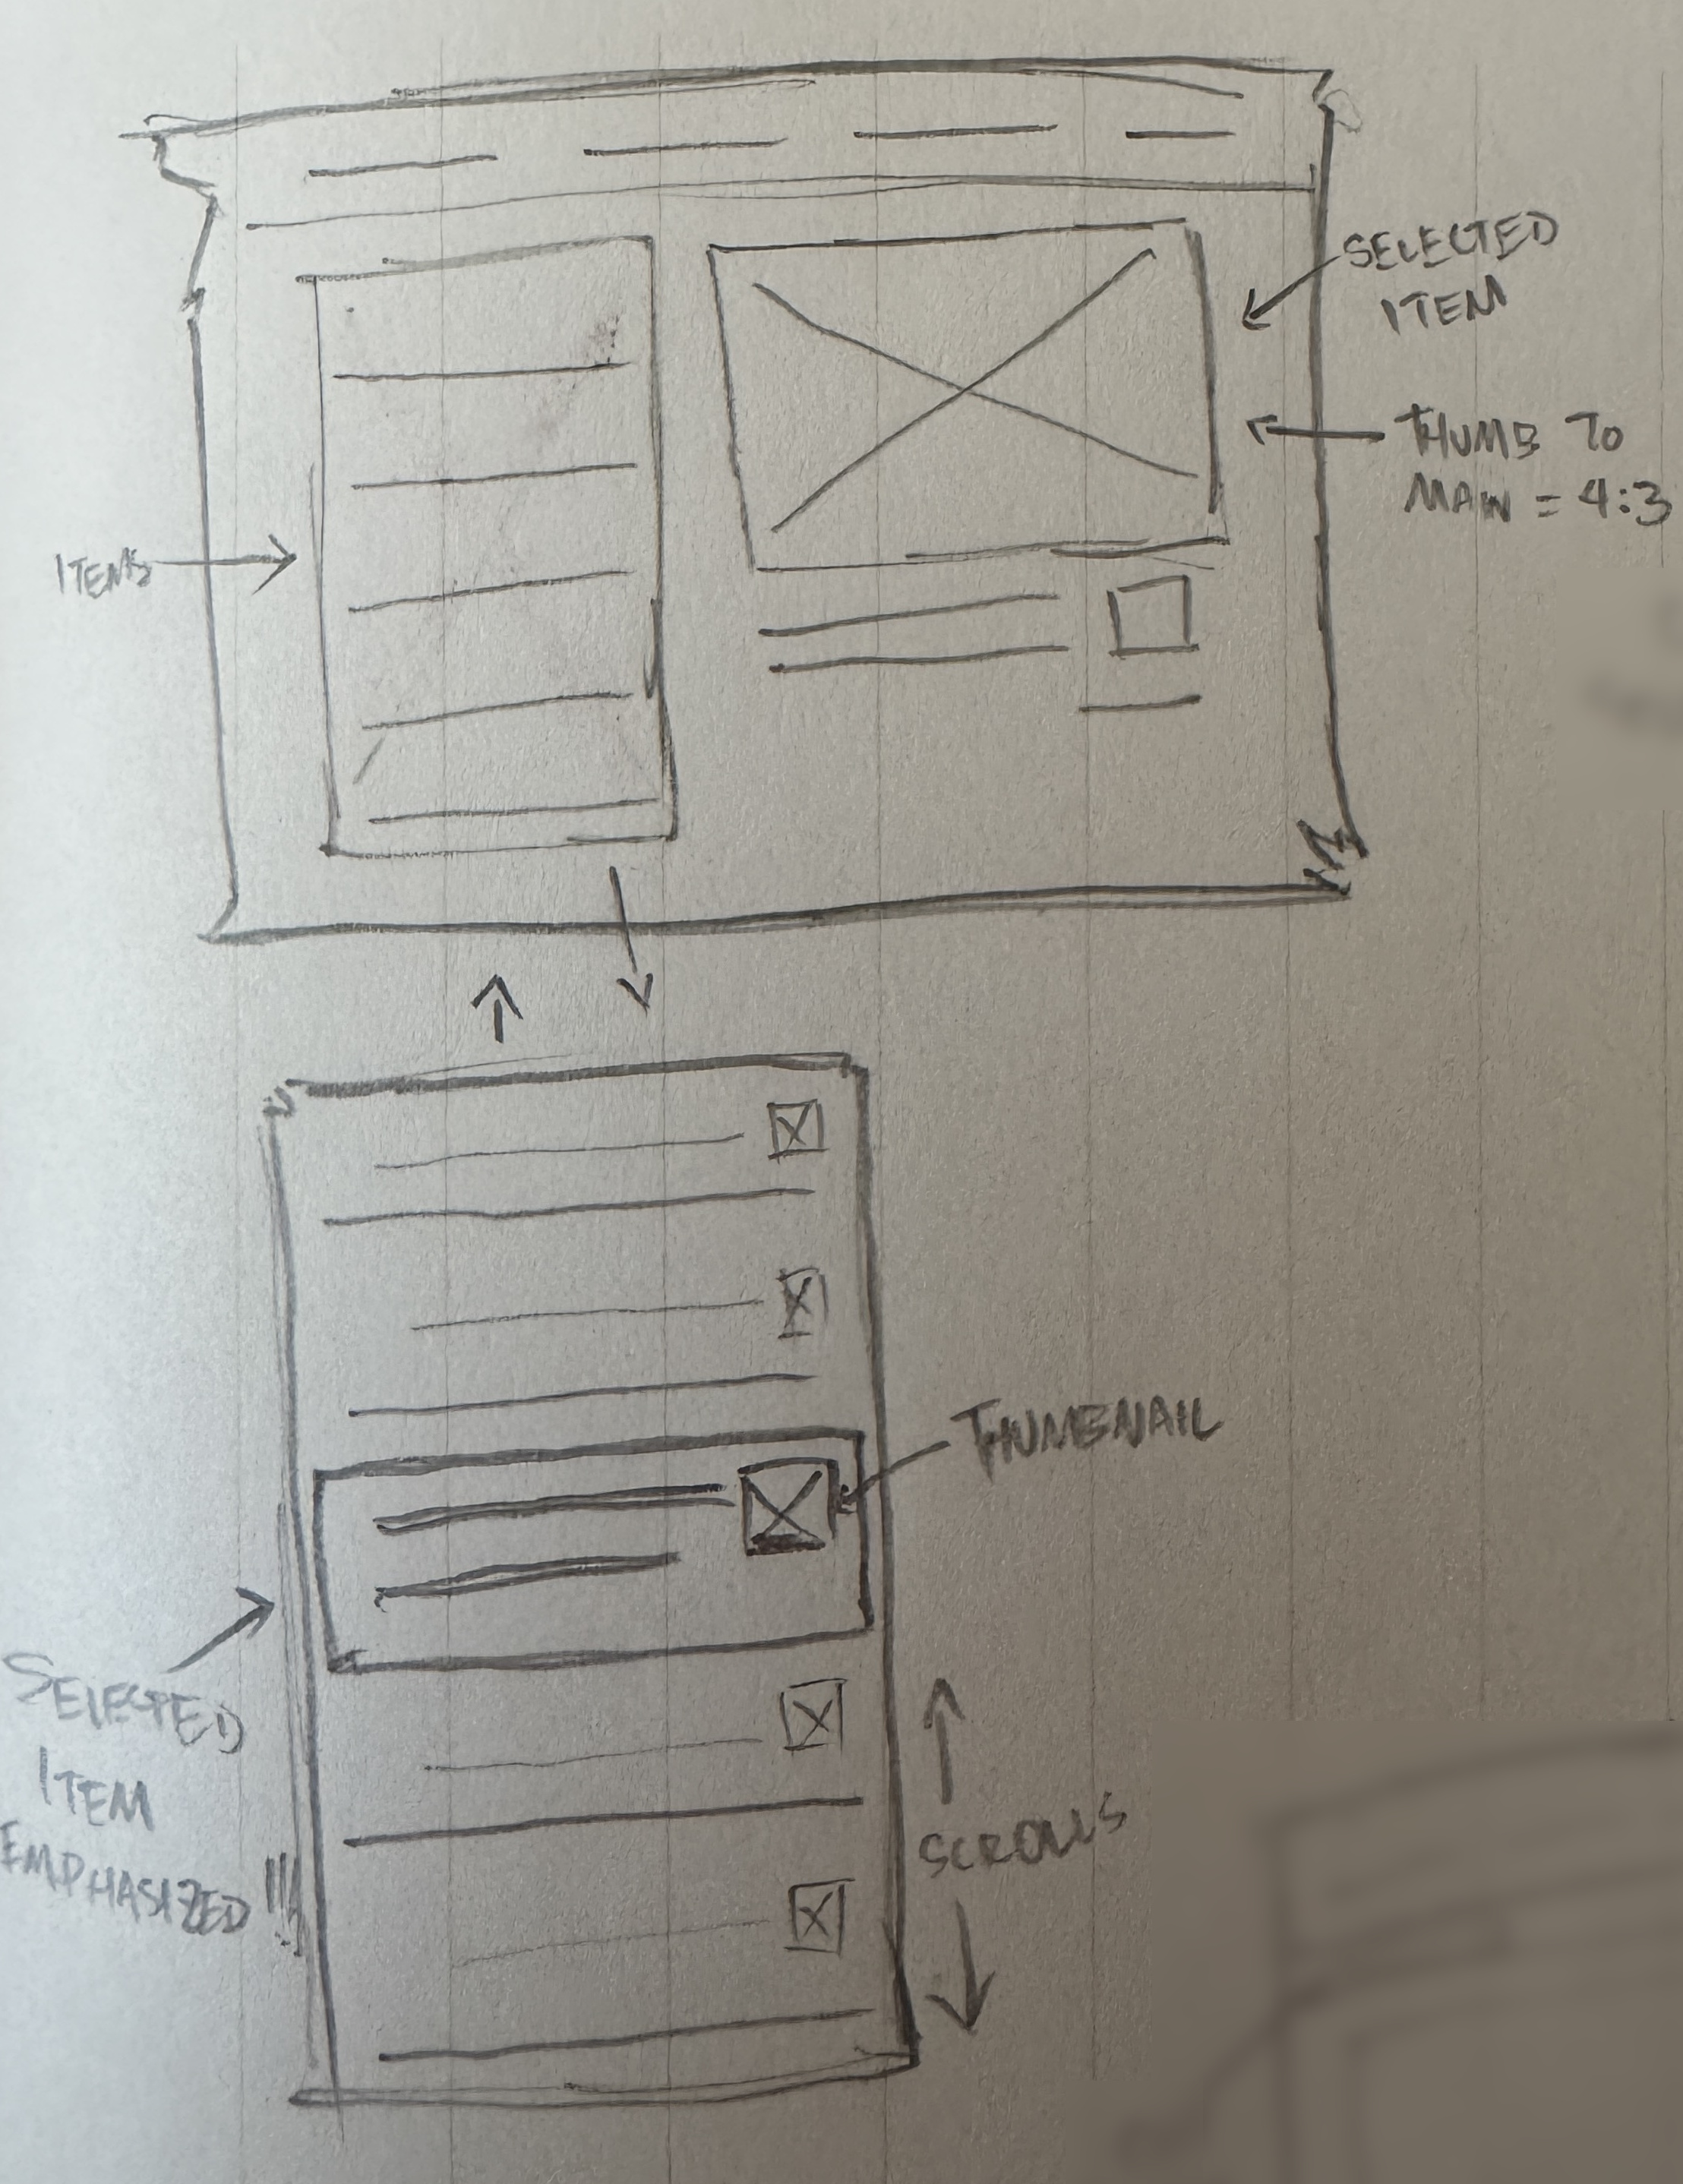 SELECTED
ITEM
THUMB TO
MAIN = 4:3
ITEMS
THUMBNAIL
SELECTED
ITEM
EMPHASIZED
SCROLLS